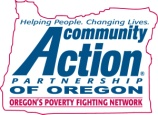 Helping People. Changing Lives.
community
Action
PARTNERSHIP
OF OREGON
OREGON'S POVERTY FIGHTING NETWORK